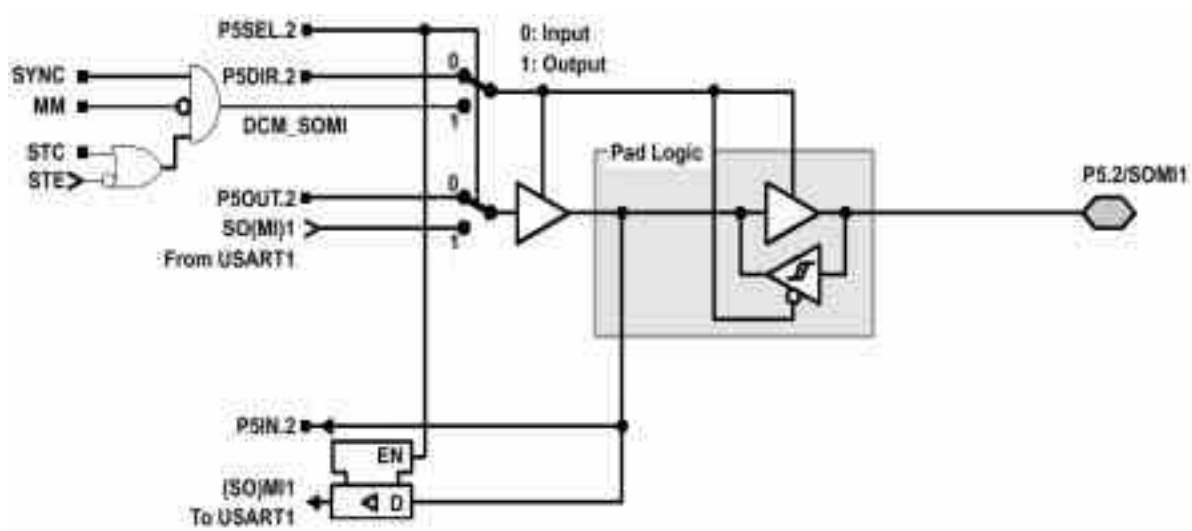 P5SEL.2
0: Input
1: Output
SYNC
P5DIR.2
0
MM
1
DCM_SOMI
STC
STE
Pad Logic
P5.2/SOMI1
P5OUT.2
0
SO(MI)1
1
From USART1
P5IN.2
EN
(SO)MI1
D
To USART1